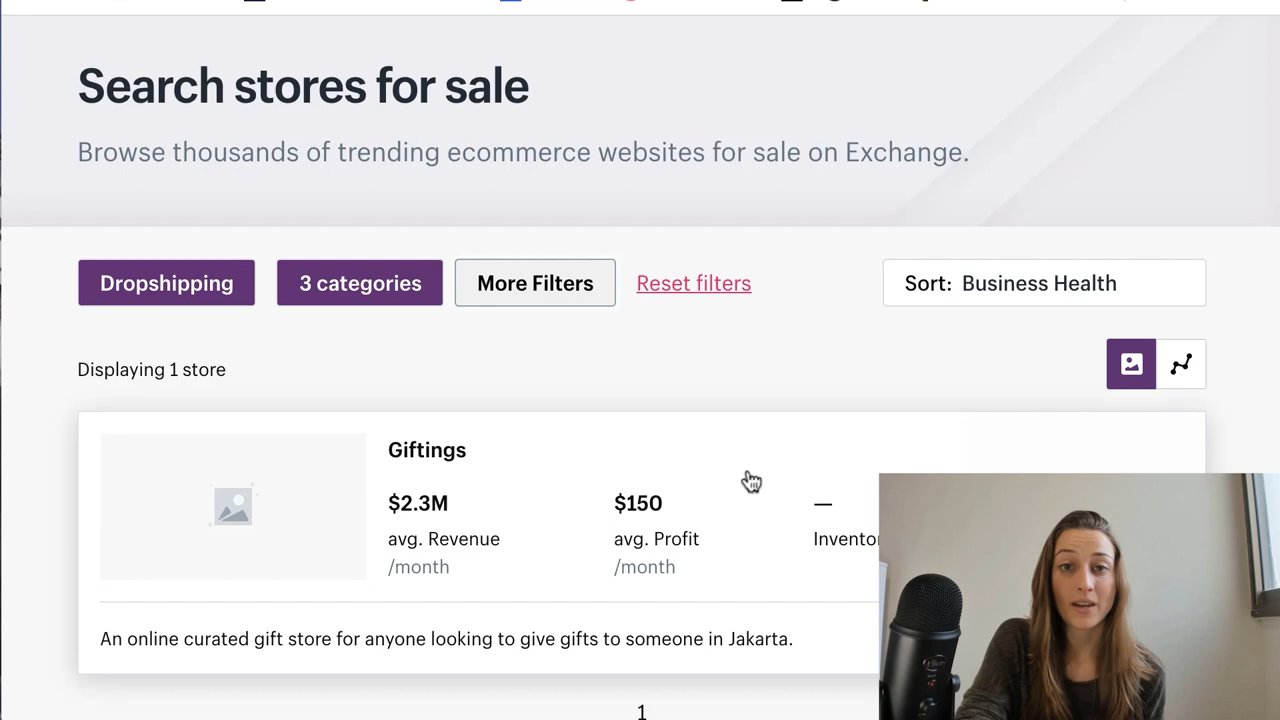 Search stores for sale
Browse thousands of trending ecommerce websites for sale on Exchange.
Dropshipping
3 categories
More Filters
Reset filters
Sort: Business Health
Displaying 1 store
Giftings
$2.3M
avg. Revenue
/month
$150
avg. Profit
/month
—
Inventor
An online curated gift store for anyone looking to give gifts to someone in Jakarta.
1